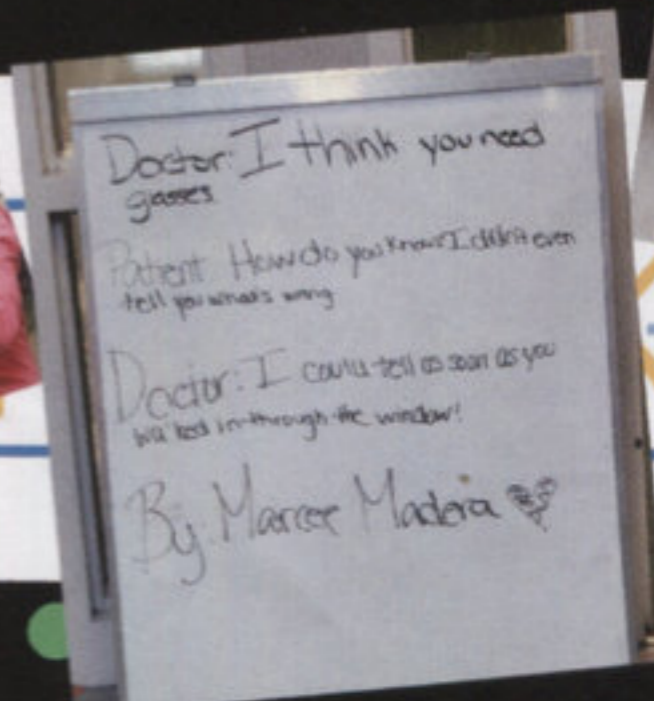 Doctor: I think you need
gasses
Patient How do you know I didn't even
tell you what's wrong
Doctor: I could tell as soon as you
walked in through the window!
By: Marcee Madera